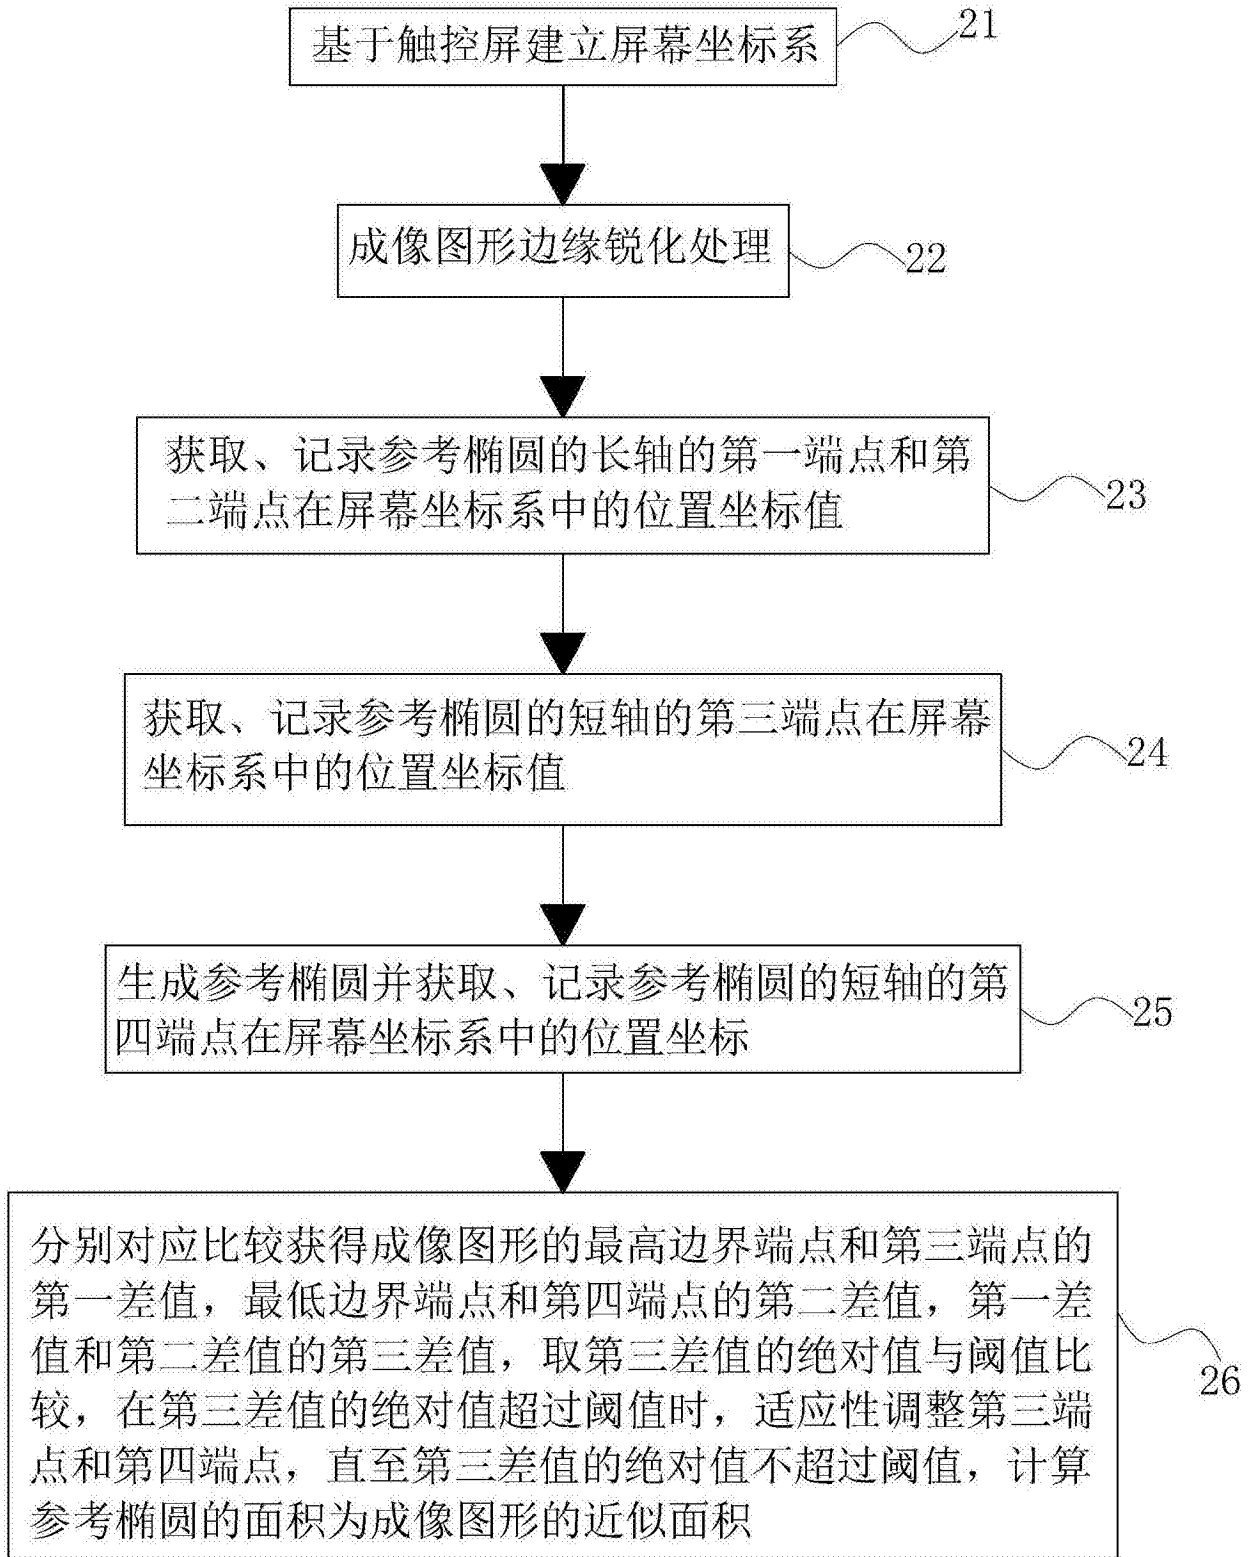 基于触控屏建立屏幕坐标系
21
成像图形边缘锐化处理
22
获取、记录参考椭圆的长轴的第一端点和第
二端点在屏幕坐标系中的位置坐标值
23
获取、记录参考椭圆的短轴的第三端点在屏幕
坐标系中的位置坐标值
24
生成参考椭圆并获取、记录参考椭圆的短轴的第
四端点在屏幕坐标系中的位置坐标
25
分别对应比较获得成像图形的最高边界端点和第三端点的
第一差值，最低边界端点和第四端点的第二差值，第一差
值和第二差值的第三差值，取第三差值的绝对值与阈值比
较，在第三差值的绝对值超过阈值时，适应性调整第三端
点和第四端点，直至第三差值的绝对值不超过阈值，计算
参考椭圆的面积为成像图形的近似面积
26